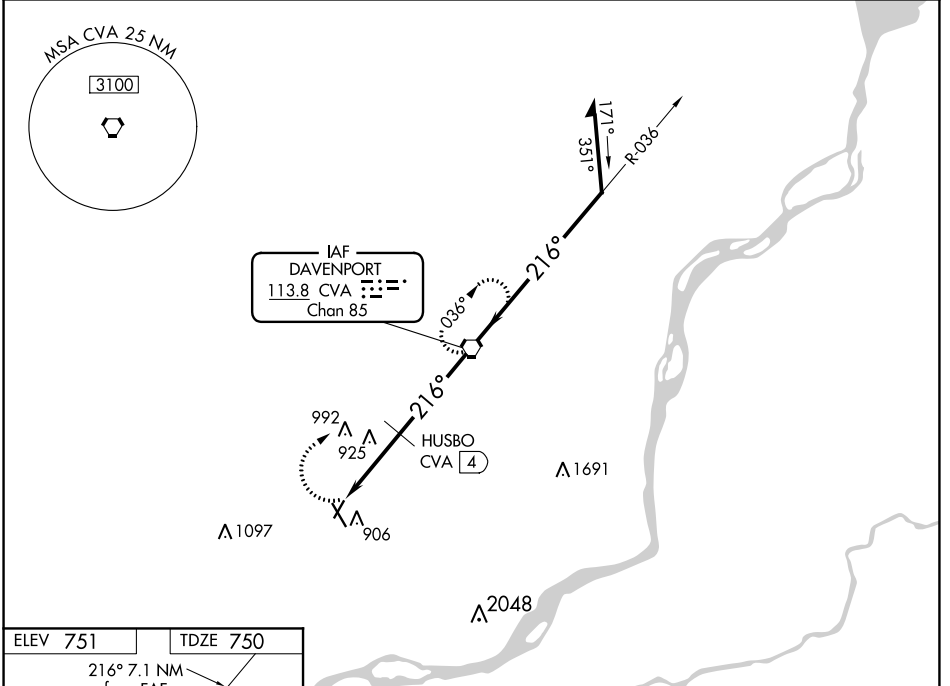 MSA CVA 25 NM
3100
171°
351°
R-036
216°
IAF
DAVENPORT
113.8 CVA
Chan 85
036°
216°
992
925
HUSBO
CVA 4
1691
1097
906
2048
ELEV 751
TDZE 750
216° 7.1 NM